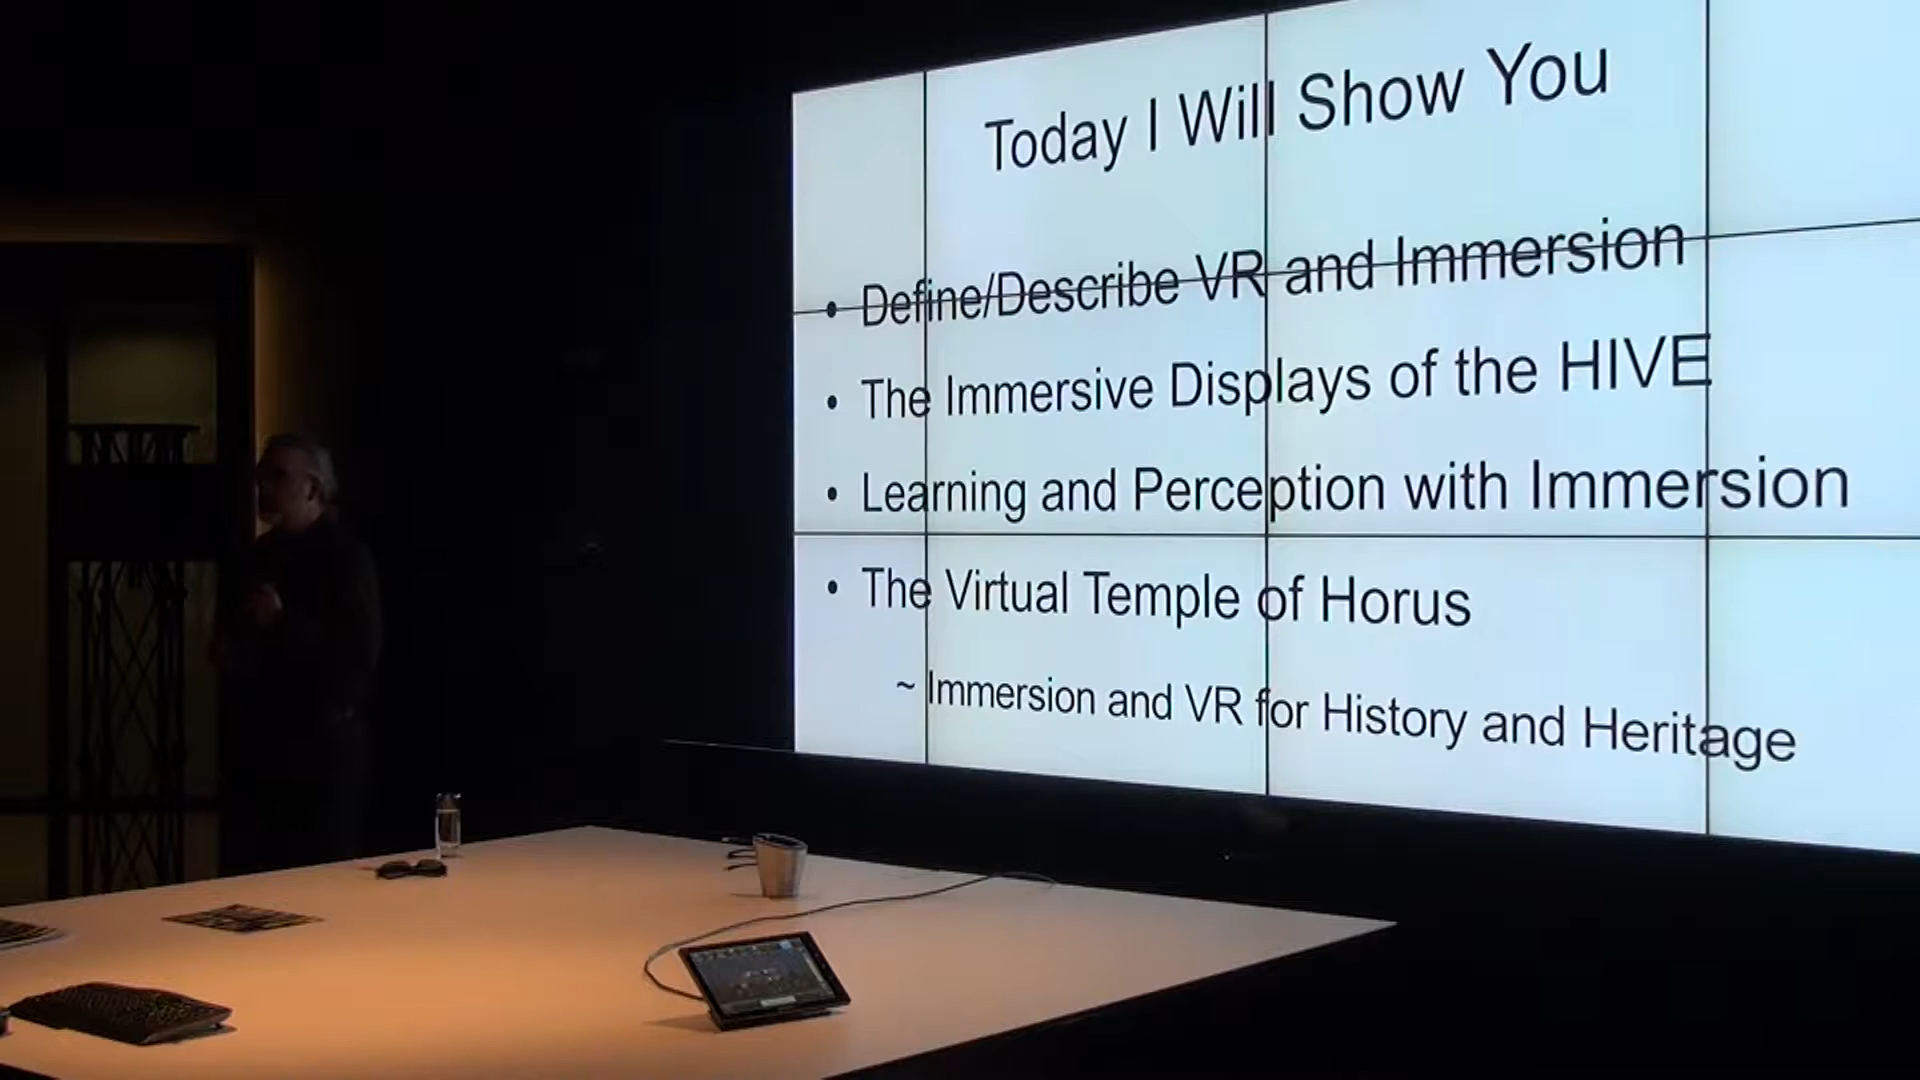 Today I Will Show You
• Define/Describe VR and Immersion
• The Immersive Displays of the HIVE
• Learning and Perception with Immersion
• The Virtual Temple of Horus
~ Immersion and VR for History and Heritage